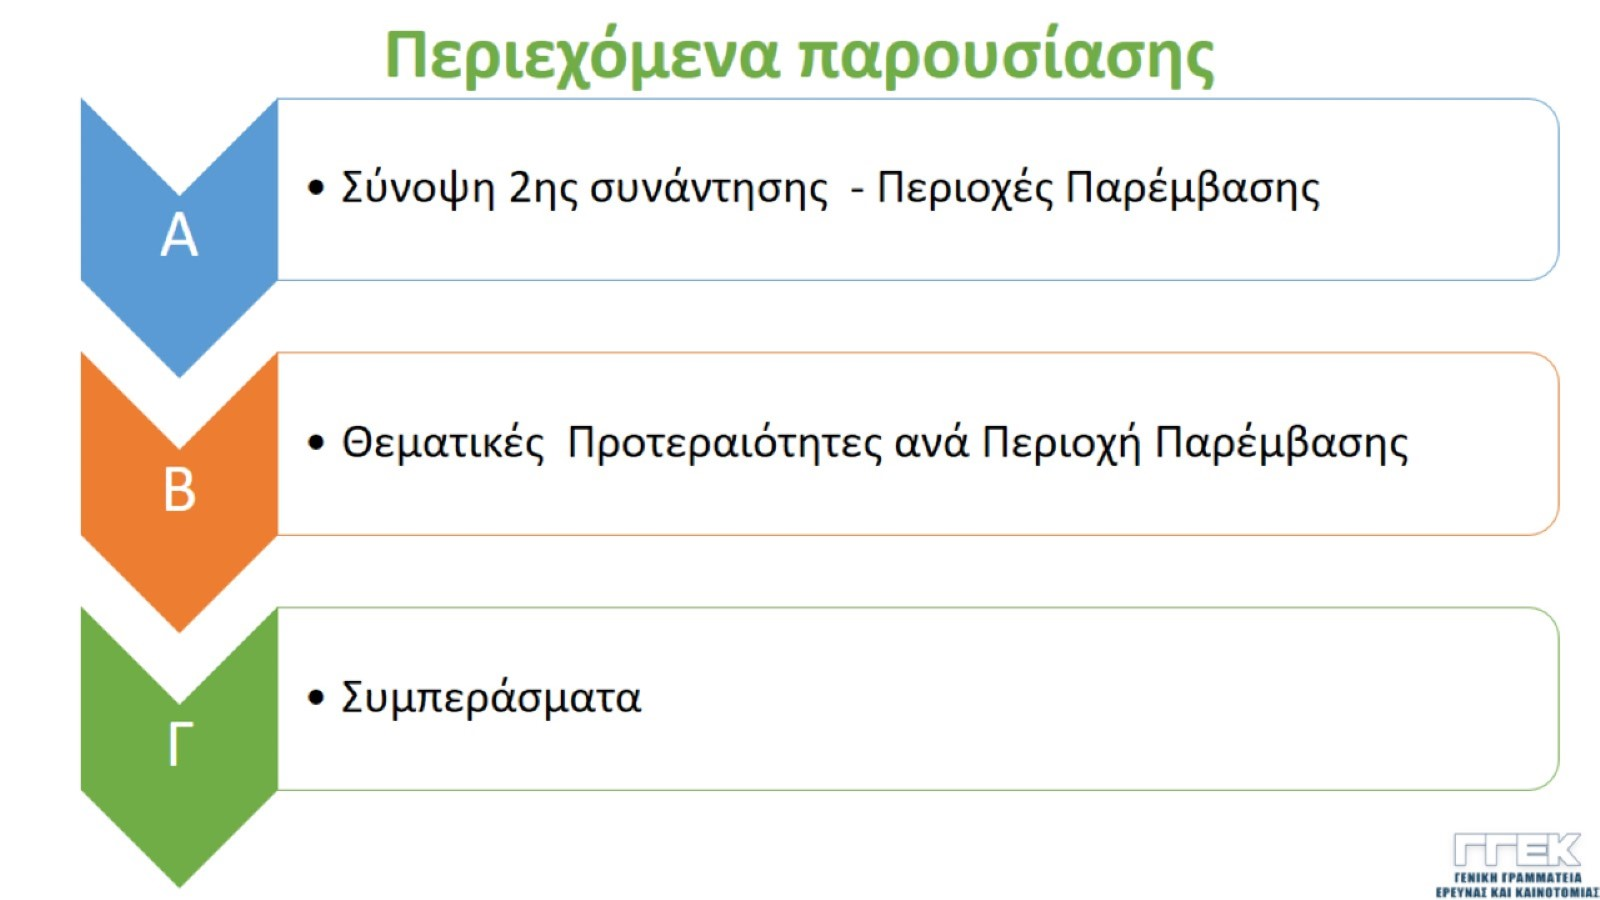 Περιεχόμενα παρουσίασης
Α
• Σύνοψη 2ης συνάντησης - Περιοχές Παρέμβασης
Β
• Θεματικές Προτεραιότητες ανά Περιοχή Παρέμβασης
Γ
• Συμπεράσματα
ΓΓΕΚ
ΓΕΝΙΚΗ ΓΡΑΜΜΑΤΕΙΑ
ΕΡΕΥΝΑΣ ΚΑΙ ΚΑΙΝΟΤΟΜΙΑΣ